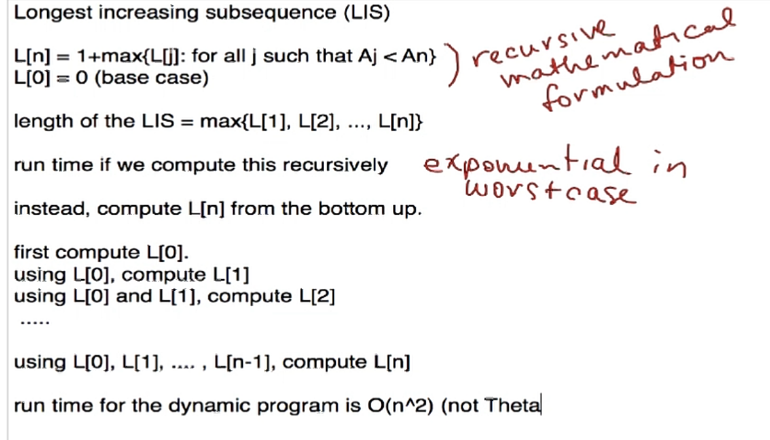 Longest increasing subsequence (LIS)
L[n] = 1+max{L[j]: for all j such that Aj < An}
L[0] = 0 (base case)
recursive
mathematical
formulation
length of the LIS = max{L[1], L[2], ..., L[n]}
run time if we compute this recursively
exponential in
worst case
instead, compute L[n] from the bottom up.
first compute L[0].
using L[0], compute L[1]
using L[0] and L[1], compute L[2]
.....
using L[0], L[1], .... , L[n-1], compute L[n]
run time for the dynamic program is O(n^2) (not Theta